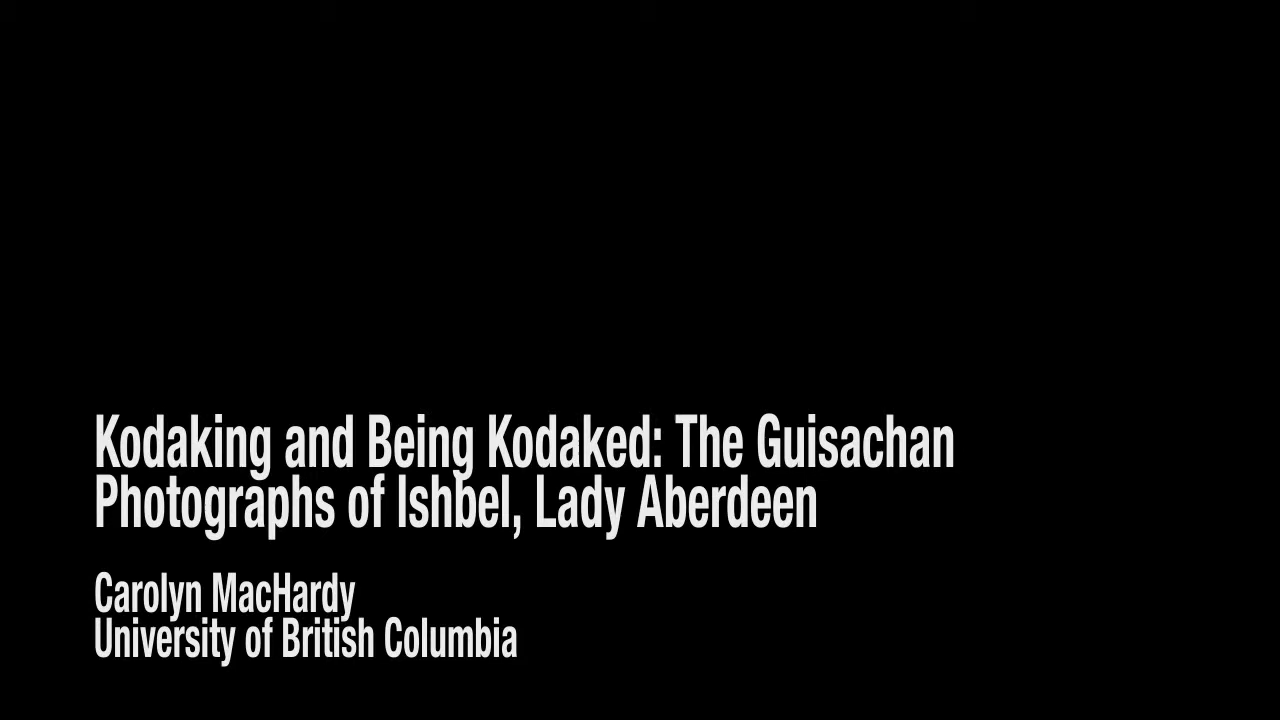 Kodaking and Being Kodaked: The Guisachan
Photographs of Ishbel, Lady Aberdeen
Carolyn MacHardy
University of British Columbia